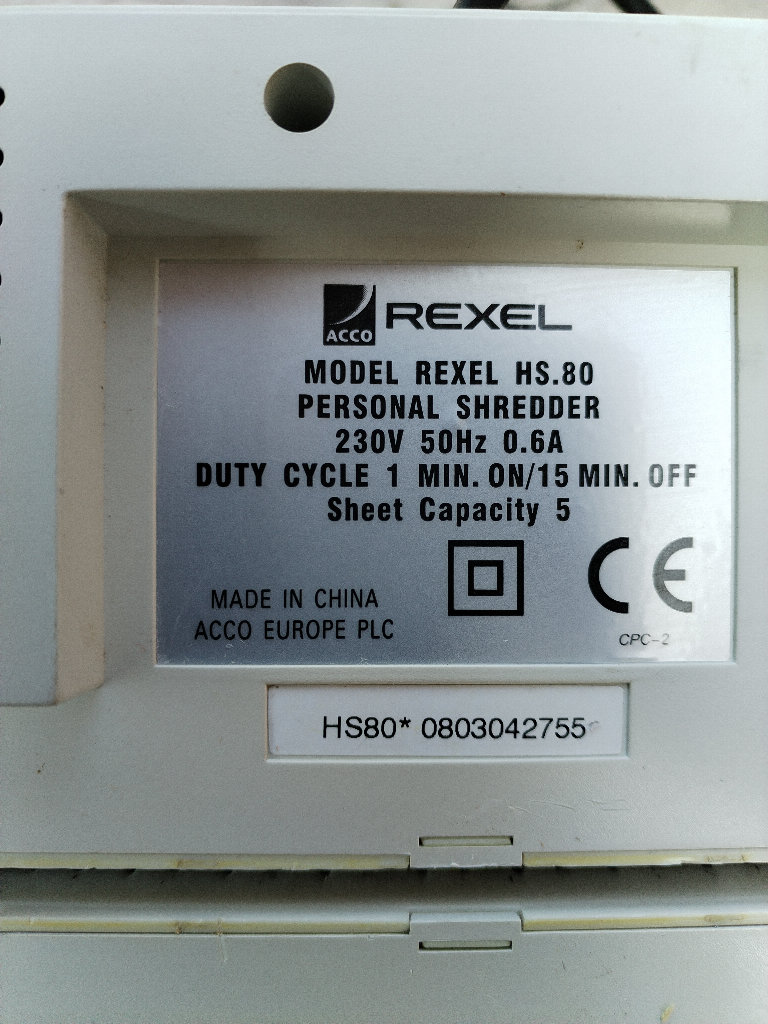 ACCO REXEL
MODEL REXEL HS.80
PERSONAL SHREDDER
230V 50Hz 0.6A
DUTY CYCLE 1 MIN. ON/15 MIN. OFF
Sheet Capacity 5
MADE IN CHINA
ACCO EUROPE PLC
CE
CPC-2
HS80* 0803042755